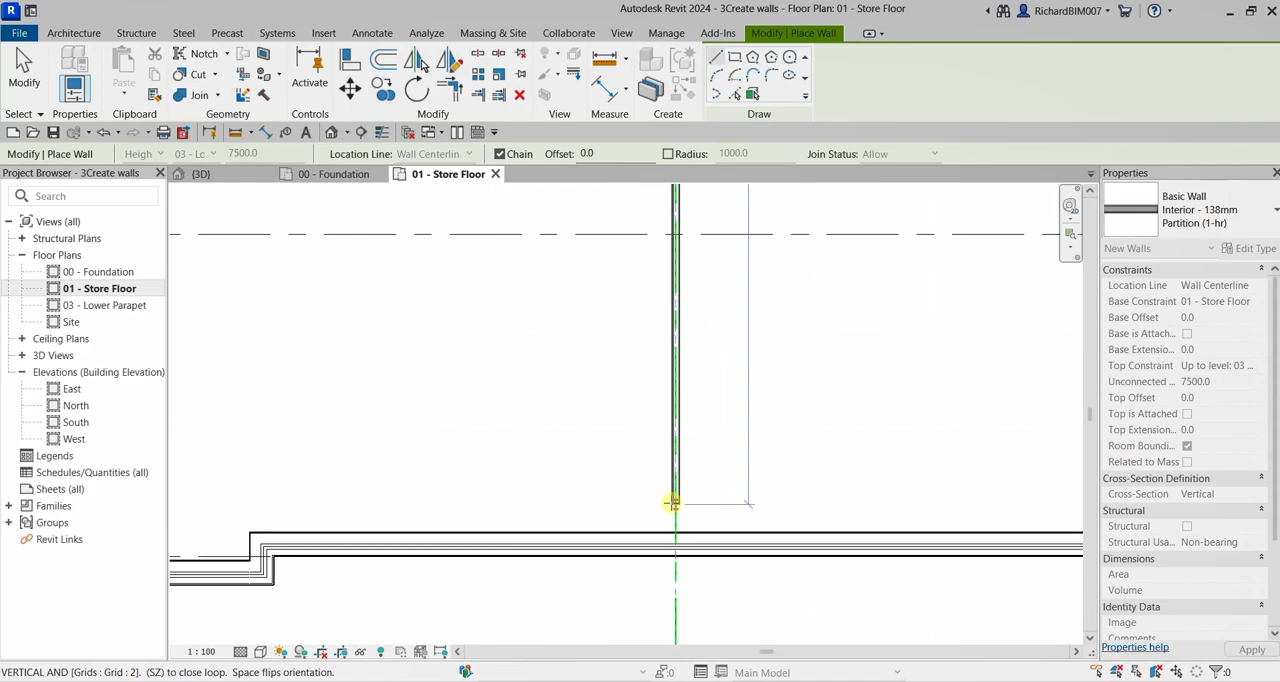 Autodesk Revit 2024 - 3Create walls - Floor Plan: 01 - Store Floor
RichardBIM007
File Architecture Structure Steel Precast Systems Insert Annotate Analyze Massing & Site Collaborate View Manage Add-Ins Modify | Place Wall
Modify Paste Notch Cut Join Activate
Select Properties Clipboard Geometry Controls Modify View Measure Create Draw
Modify | Place Wall Heigh 03 - Lc 7500.0 Location Line: Wall Centerlin Chain Offset: 0.0 Radius: 1000.0 Join Status: Allow
Project Browser - 3Create walls
{3D} 00 - Foundation 01 - Store Floor
Search
Views (all)
Structural Plans
Floor Plans
00 - Foundation
01 - Store Floor
03 - Lower Parapet
Site
Ceiling Plans
3D Views
Elevations (Building Elevation)
East
North
South
West
Legends
Schedules/Quantities (all)
Sheets (all)
Families
Groups
Revit Links
Properties
Basic Wall
Interior - 138mm
Partition (1-hr)
New Walls Edit Type
Constraints
Location Line Wall Centerline
Base Constraint 01 - Store Floor
Base Offset 0.0
Base is Attach...
Base Extensio... 0.0
Top Constraint Up to level: 03 ...
Unconnected ... 7500.0
Top Offset 0.0
Top is Attached
Top Extension... 0.0
Room Boundi...
Related to Mass
Cross-Section Definition
Cross-Section Vertical
Structural
Structural
Structural Usa... Non-bearing
Dimensions
Area
Volume
Identity Data
Image
Comments
Properties help Apply
1 : 100
VERTICAL AND [Grids : Grid : 2]. (SZ) to close loop. Space flips orientation.
:0 Main Model :0